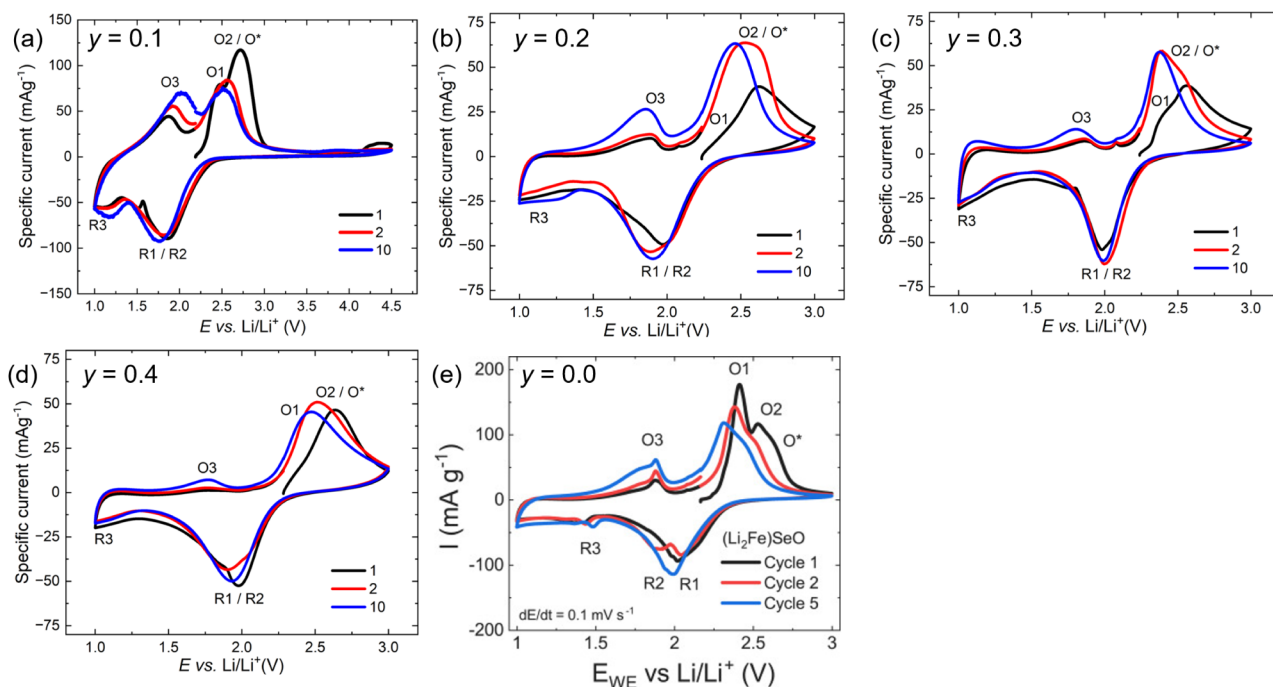 (a) y = 0.1
Specific current (mAg⁻¹)
150
125
100
75
50
25
0
−25
−50
−75
−100
−125
−150
O3
O1
O2 / O*
R3
R1 / R2
1
2
10
1.0 1.5 2.0 2.5 3.0 3.5 4.0 4.5
E vs. Li/Li⁺ (V)
(b) y = 0.2
Specific current (mAg⁻¹)
75
50
25
0
−25
−50
−75
O3
O1
O2 / O*
R3
R1 / R2
1
2
10
1.0 1.5 2.0 2.5 3.0
E vs. Li/Li⁺(V)
(c) y = 0.3
Specific current (mAg⁻¹)
75
50
25
0
−25
−50
−75
O3
O1
O2 / O*
R3
R1 / R2
1
2
10
1.0 1.5 2.0 2.5 3.0
E vs. Li/Li⁺(V)
(d) y = 0.4
Specific current (mAg⁻¹)
75
50
25
0
−25
−50
−75
O3
O1
O2 / O*
R3
R1 / R2
1
2
10
1.0 1.5 2.0 2.5 3.0
E vs. Li/Li⁺(V)
(e) y = 0.0
I (mA g⁻¹)
200
100
0
-100
-200
O3
O1
O2
O*
R3
R2 R1
(Li₂Fe)SeO
Cycle 1
Cycle 2
Cycle 5
dE/dt = 0.1 mV s⁻¹
1 2 3
E_WE vs Li/Li⁺ (V)